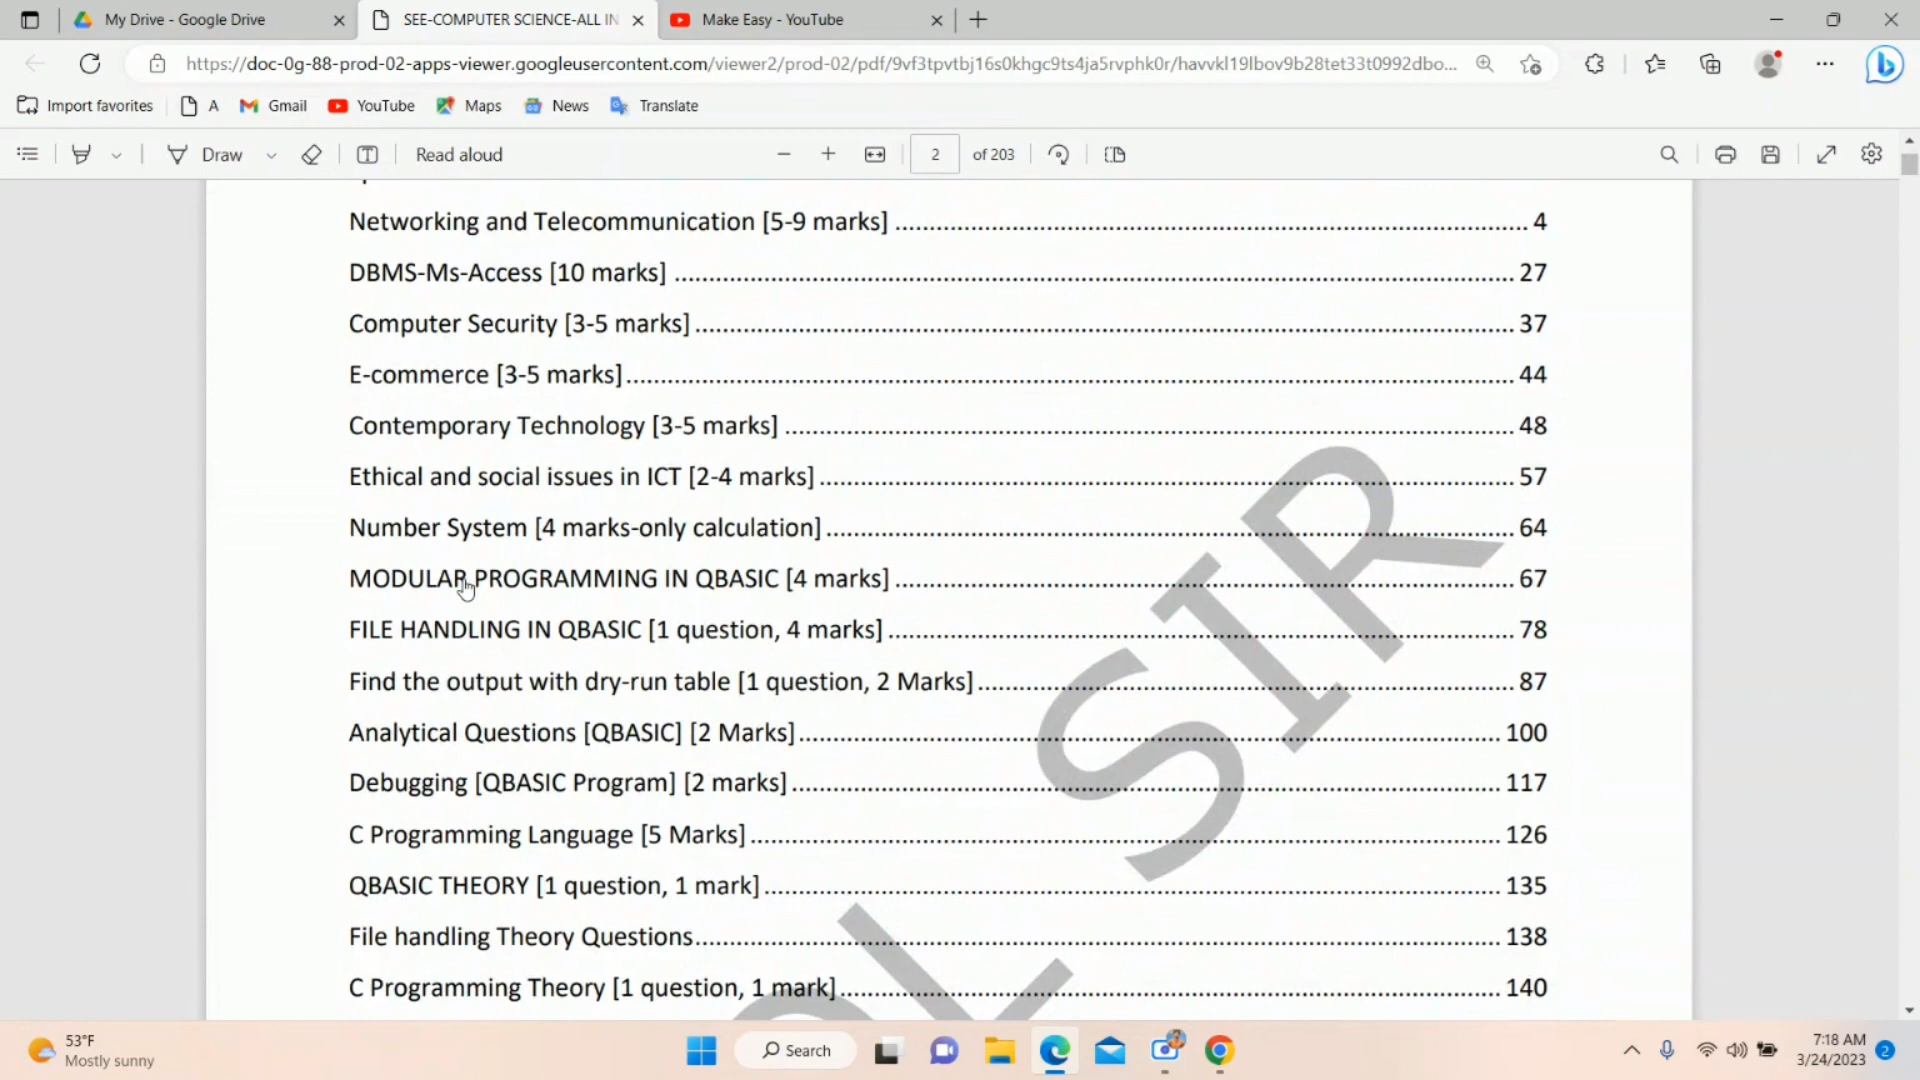 My Drive - Google Drive
SEE-COMPUTER SCIENCE-ALL IN
Make Easy - YouTube
https://doc-0g-88-prod-02-apps-viewer.googleusercontent.com/viewer2/prod-02/pdf/9vf3tpvtbj16s0khgc9ts4ja5rvphk0r/havvkl19lbov9b28tet33t0992dbo...
Import favorites
A
Gmail
YouTube
Maps
News
Translate
Draw
Read aloud
2 of 203
Networking and Telecommunication [5-9 marks] 4
DBMS-Ms-Access [10 marks] 27
Computer Security [3-5 marks] 37
E-commerce [3-5 marks] 44
Contemporary Technology [3-5 marks] 48
Ethical and social issues in ICT [2-4 marks] 57
Number System [4 marks-only calculation] 64
MODULAR PROGRAMMING IN QBASIC [4 marks] 67
FILE HANDLING IN QBASIC [1 question, 4 marks] 78
Find the output with dry-run table [1 question, 2 Marks] 87
Analytical Questions [QBASIC] [2 Marks] 100
Debugging [QBASIC Program] [2 marks] 117
C Programming Language [5 Marks] 126
QBASIC THEORY [1 question, 1 mark] 135
File handling Theory Questions 138
C Programming Theory [1 question, 1 mark] 140
SIR
53°F
Mostly sunny
Search
7:18 AM
3/24/2023
2